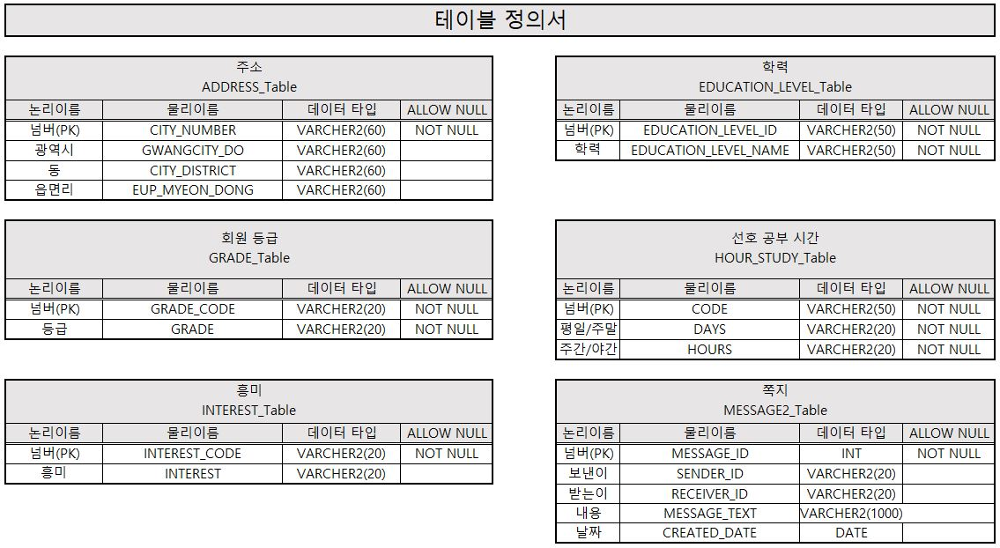 테이블 정의서
주소
ADDRESS_Table
논리이름 물리이름 데이터 타입 ALLOW NULL
넘버(PK) CITY_NUMBER VARCHER2(60) NOT NULL
광역시 GWANGCITY_DO VARCHER2(60)
동 CITY_DISTRICT VARCHER2(60)
읍면리 EUP_MYEON_DONG VARCHER2(60)
학력
EDUCATION_LEVEL_Table
논리이름 물리이름 데이터 타입 ALLOW NULL
넘버(PK) EDUCATION_LEVEL_ID VARCHER2(50) NOT NULL
학력 EDUCATION_LEVEL_NAME VARCHER2(50) NOT NULL
회원 등급
GRADE_Table
논리이름 물리이름 데이터 타입 ALLOW NULL
넘버(PK) GRADE_CODE VARCHER2(20) NOT NULL
등급 GRADE VARCHER2(20) NOT NULL
선호 공부 시간
HOUR_STUDY_Table
논리이름 물리이름 데이터 타입 ALLOW NULL
넘버(PK) CODE VARCHER2(50) NOT NULL
평일/주말 DAYS VARCHER2(20) NOT NULL
주간/야간 HOURS VARCHER2(20) NOT NULL
흥미
INTEREST_Table
논리이름 물리이름 데이터 타입 ALLOW NULL
넘버(PK) INTEREST_CODE VARCHER2(20) NOT NULL
흥미 INTEREST VARCHER2(20)
쪽지
MESSAGE2_Table
논리이름 물리이름 데이터 타입 ALLOW NULL
넘버(PK) MESSAGE_ID INT NOT NULL
보낸이 SENDER_ID VARCHER2(20)
받는이 RECEIVER_ID VARCHER2(20)
내용 MESSAGE_TEXT VARCHER2(1000)
날짜 CREATED_DATE DATE